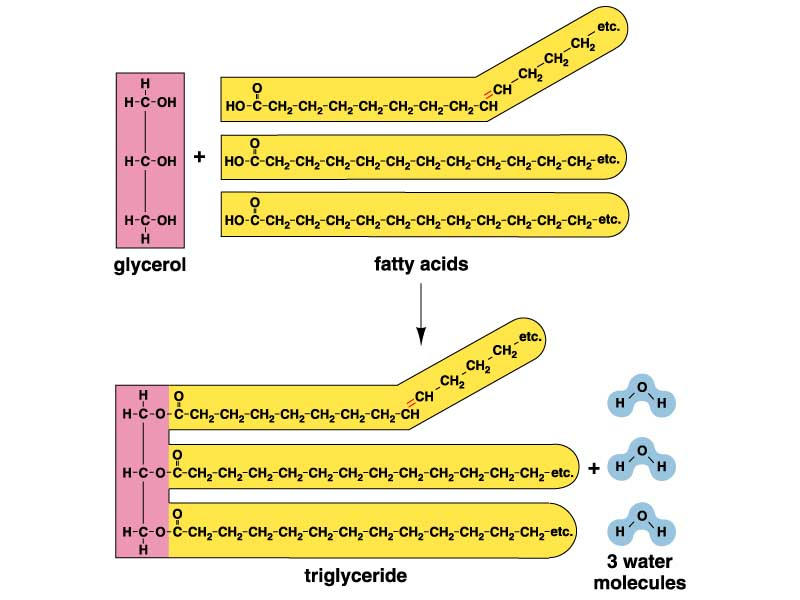 etc.
CH₂
CH₂
CH₂
CH
O
HO-C-CH₂-CH₂-CH₂-CH₂-CH₂-CH₂-CH₂-CH
H
H-C-OH
H-C-OH
H-C-OH
H
+
O
HO-C-CH₂-CH₂-CH₂-CH₂-CH₂-CH₂-CH₂-CH₂-CH₂-CH₂-CH₂-etc.
O
HO-C-CH₂-CH₂-CH₂-CH₂-CH₂-CH₂-CH₂-CH₂-CH₂-CH₂-CH₂-etc.
glycerol
fatty acids
etc.
CH₂
CH₂
CH₂
CH
H O
H-C-O-C-CH₂-CH₂-CH₂-CH₂-CH₂-CH₂-CH₂-CH
O
H-C-O-C-CH₂-CH₂-CH₂-CH₂-CH₂-CH₂-CH₂-CH₂-CH₂-CH₂-CH₂-CH₂-etc.
O
H-C-O-C-CH₂-CH₂-CH₂-CH₂-CH₂-CH₂-CH₂-CH₂-CH₂-CH₂-CH₂-CH₂-etc.
H
+
O
H H
O
H H
O
H H
triglyceride
3 water
molecules